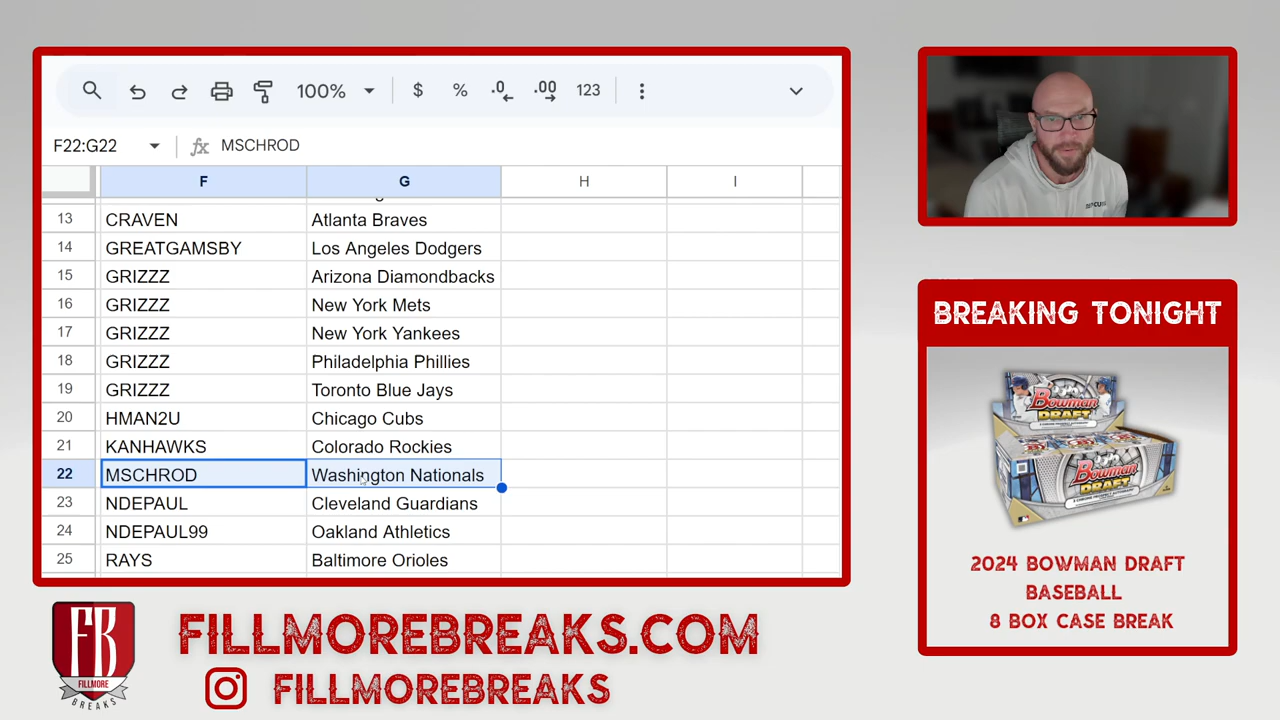 100%
$
%
.0
.00
123
F22:G22
fx
MSCHROD
F
G
H
I
13 CRAVEN Atlanta Braves
14 GREATGAMSBY Los Angeles Dodgers
15 GRIZZZ Arizona Diamondbacks
16 GRIZZZ New York Mets
17 GRIZZZ New York Yankees
18 GRIZZZ Philadelphia Phillies
19 GRIZZZ Toronto Blue Jays
20 HMAN2U Chicago Cubs
21 KANHAWKS Colorado Rockies
22 MSCHROD Washington Nationals
23 NDEPAUL Cleveland Guardians
24 NDEPAUL99 Oakland Athletics
25 RAYS Baltimore Orioles
BREAKING TONIGHT
Bowman
DRAFT
Bowman
DRAFT
2024 BOWMAN DRAFT
BASEBALL
8 BOX CASE BREAK
FB
FILLMORE
BREAKS
FILLMOREBREAKS.COM
FILLMOREBREAKS